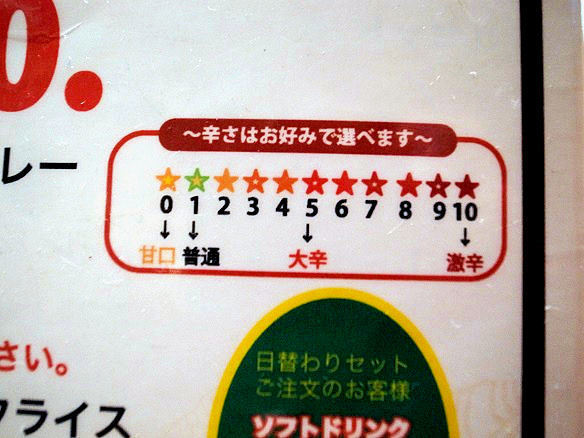 0.
レー
～辛さはお好みで選べます～
0 1 2 3 4 5 6 7 8 9 10
↓ ↓ ↓ ↓
甘口 普通 大辛 激辛
さい。
フライス
日替わりセット
ご注文のお客様
ソフトドリンク